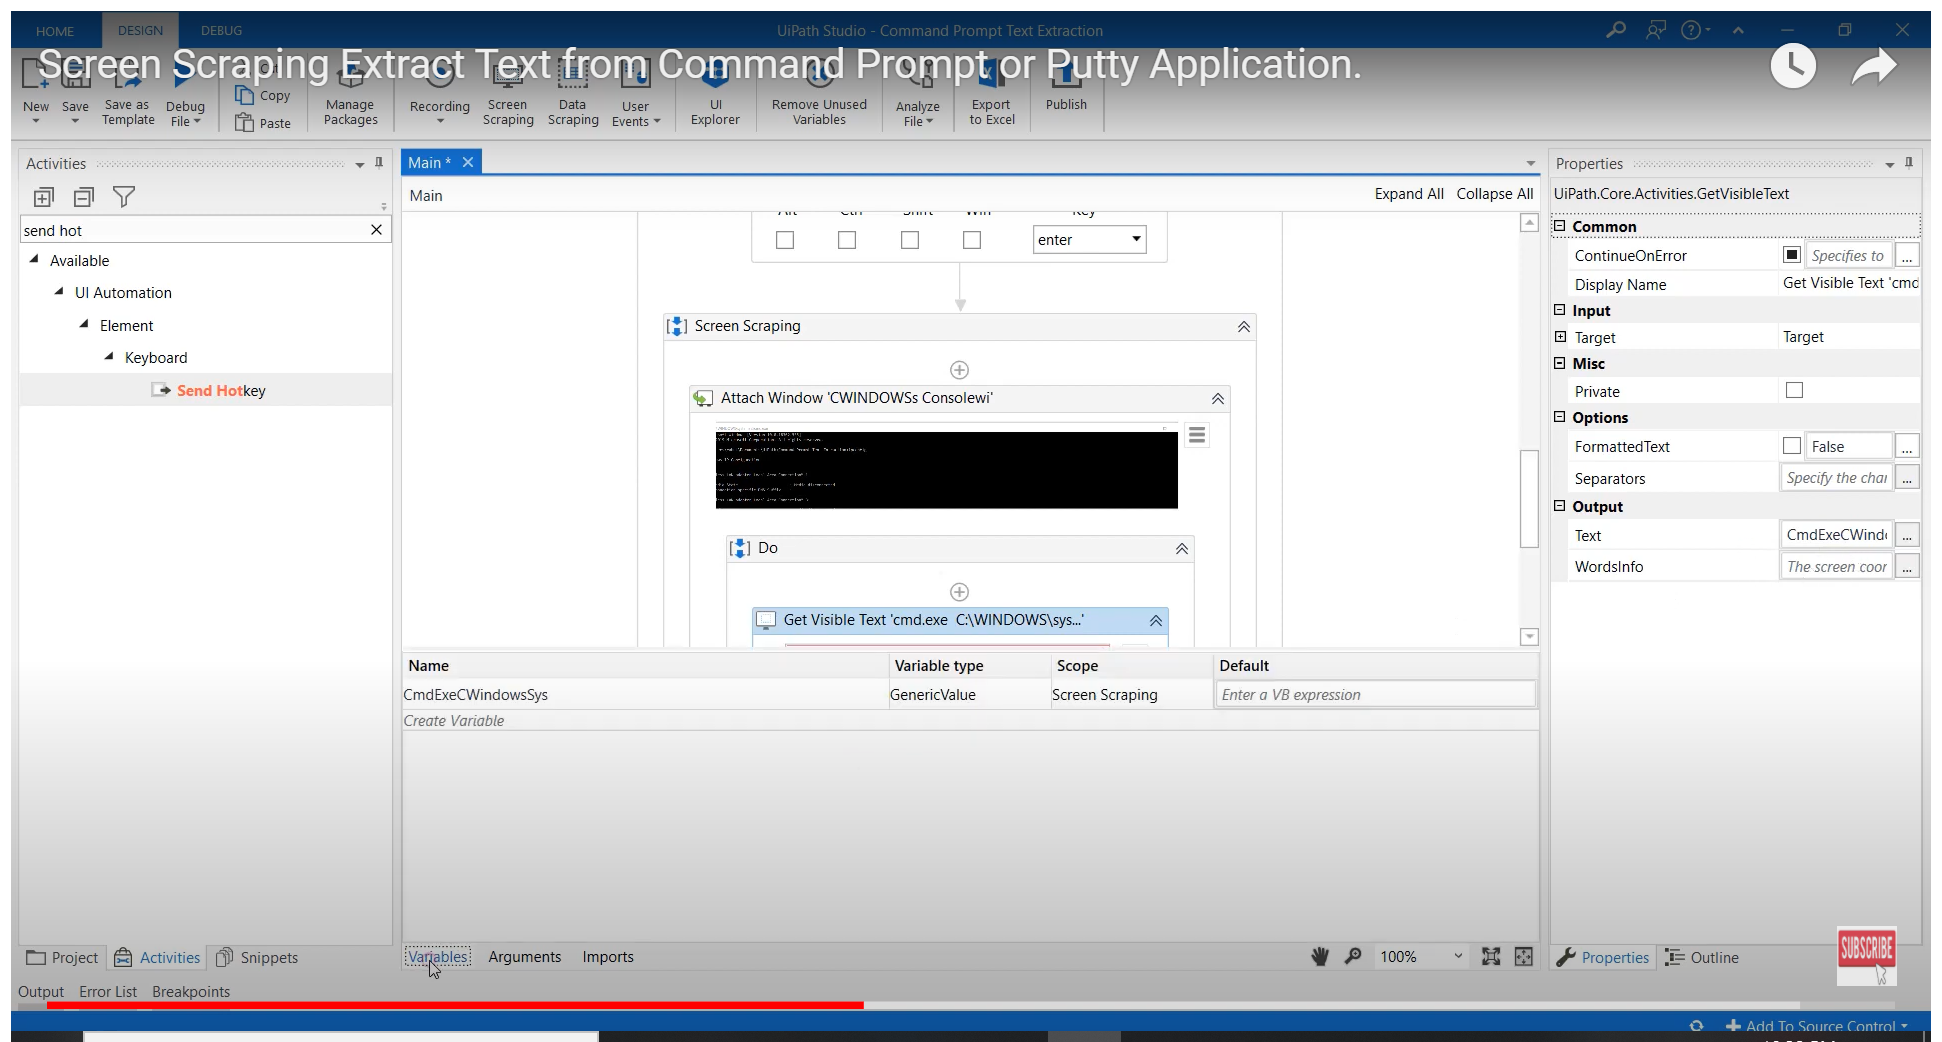 HOME
DESIGN
DEBUG
UiPath Studio - Command Prompt Text Extraction
Screen Scraping Extract Text from Command Prompt or Putty Application.
New
Save
Save as Template
Debug File
Copy
Paste
Manage Packages
Recording
Screen Scraping
Data Scraping
User Events
UI Explorer
Remove Unused Variables
Analyze File
Export to Excel
Publish
Activities
send hot
Available
UI Automation
Element
Keyboard
Send Hotkey
Main *
Main
Expand All
Collapse All
Alt
Ctrl
Shift
Win
Key
enter
Screen Scraping
Attach Window 'CWINDOWSs Consolewi'
Do
Get Visible Text 'cmd.exe C:\WINDOWS\sys...'
Name
Variable type
Scope
Default
CmdExeCWindowsSys
GenericValue
Screen Scraping
Enter a VB expression
Create Variable
Properties
UiPath.Core.Activities.GetVisibleText
Common
ContinueOnError
Specifies to
...
Display Name
Get Visible Text 'cmd
Input
Target
Target
Misc
Private
Options
FormattedText
False
...
Separators
Specify the char
...
Output
Text
CmdExeCWind
...
WordsInfo
The screen coor
...
Project
Activities
Snippets
Variables
Arguments
Imports
100%
Properties
Outline
SUBSCRIBE
Output
Error List
Breakpoints
Add To Source Control